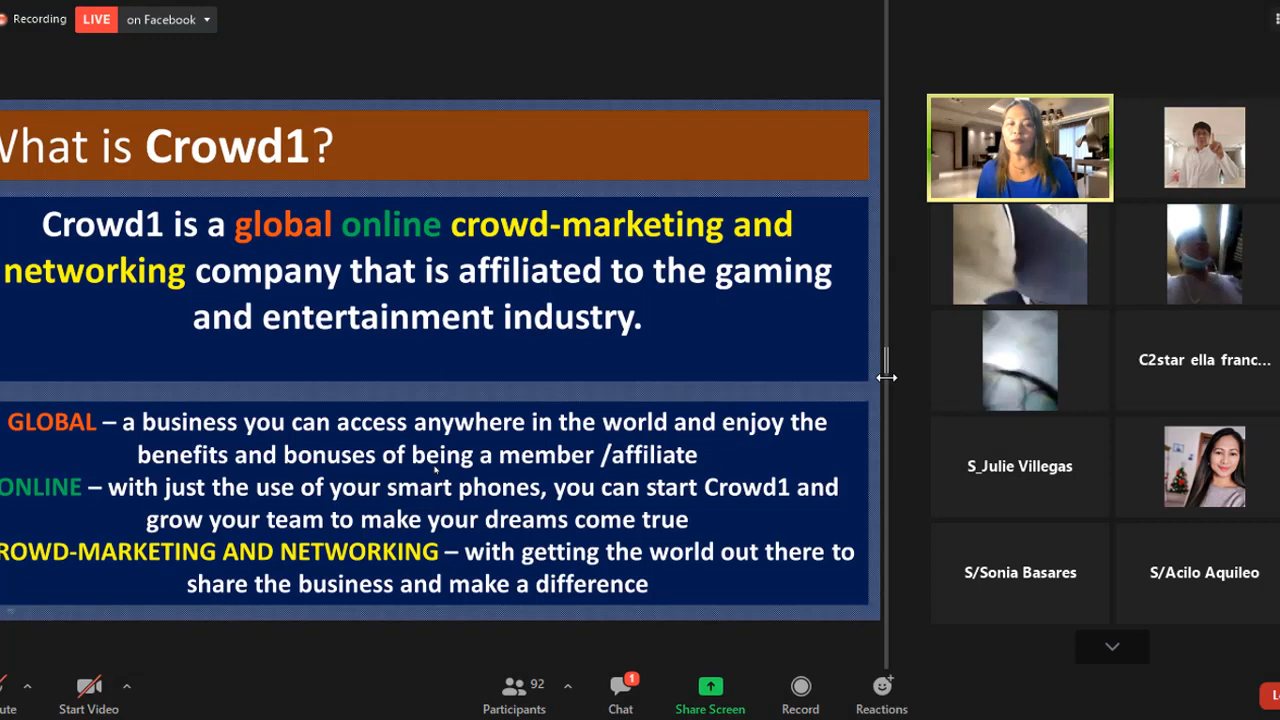 Recording
LIVE on Facebook
What is Crowd1?
Crowd1 is a global online crowd-marketing and
networking company that is affiliated to the gaming
and entertainment industry.
GLOBAL – a business you can access anywhere in the world and enjoy the
benefits and bonuses of being a member /affiliate
ONLINE – with just the use of your smart phones, you can start Crowd1 and
grow your team to make your dreams come true
ROWD-MARKETING AND NETWORKING – with getting the world out there to
share the business and make a difference
C2star ella franc...
S_Julie Villegas
S/Sonia Basares
S/Acilo Aquileo
92
1
ute
Start Video
Participants
Chat
Share Screen
Record
Reactions